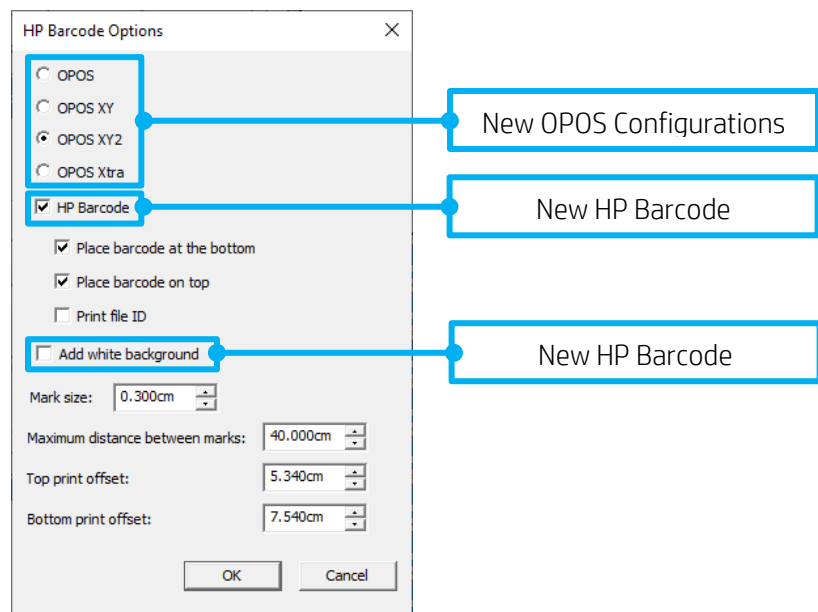 HP Barcode Options
OPOS
OPOS XY
OPOS XY2
OPOS Xtra
New OPOS Configurations
HP Barcode
New HP Barcode
Place barcode at the bottom
Place barcode on top
Print file ID
Add white background
New HP Barcode
Mark size: 0.300cm
Maximum distance between marks: 40.000cm
Top print offset: 5.340cm
Bottom print offset: 7.540cm
OK Cancel